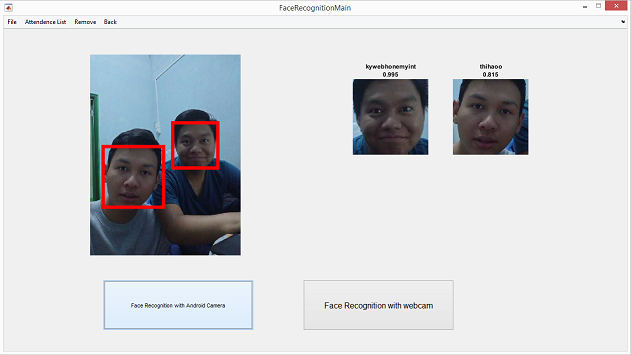 FaceRecognitionMain
File Attendence List Remove Back
kywebhonemyint
0.995
thihaoo
0.815
Face Recognition with Android Camera
Face Recognition with webcam